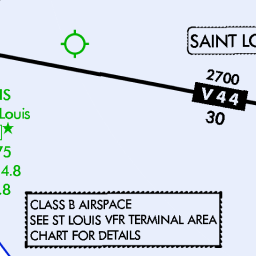 SAINT LO
2700
V 44
30
IS
Louis
75
4.8
.8
CLASS B AIRSPACE
SEE ST LOUIS VFR TERMINAL AREA
CHART FOR DETAILS